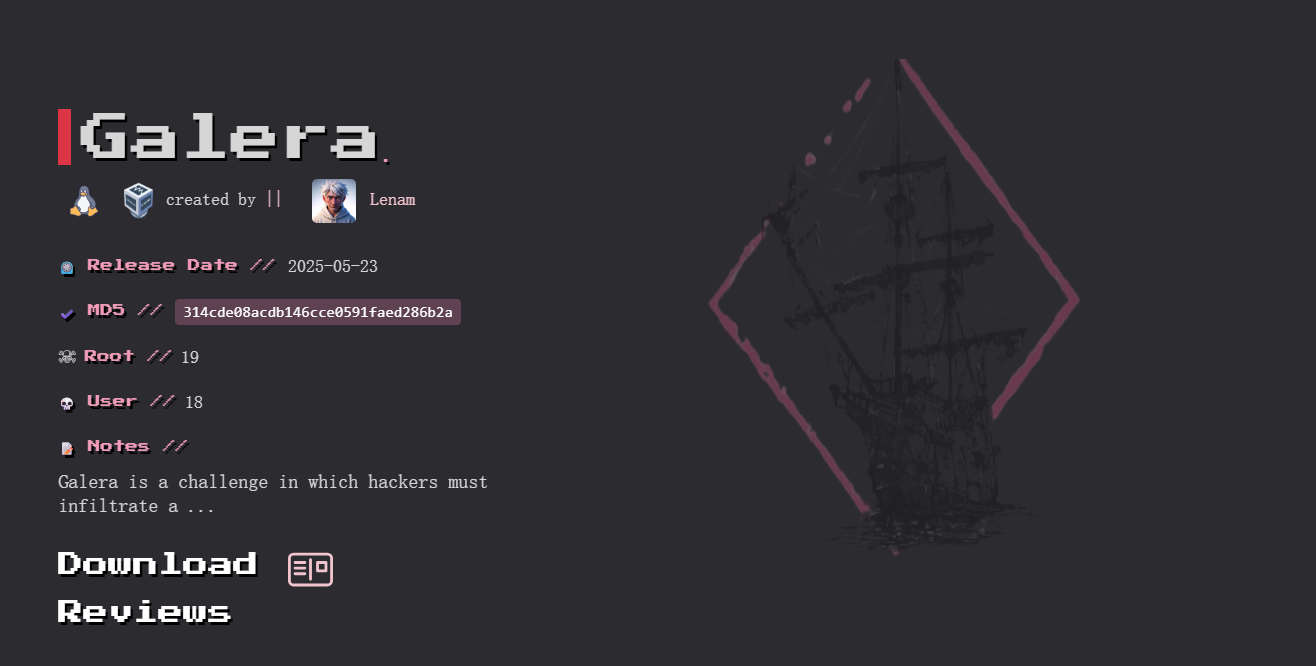 Galera.
created by || Lenam
Release Date // 2025-05-23
MD5 // 314cde08acdb146cce0591faed286b2a
Root // 19
User // 18
Notes //
Galera is a challenge in which hackers must
infiltrate a ...
Download
Reviews